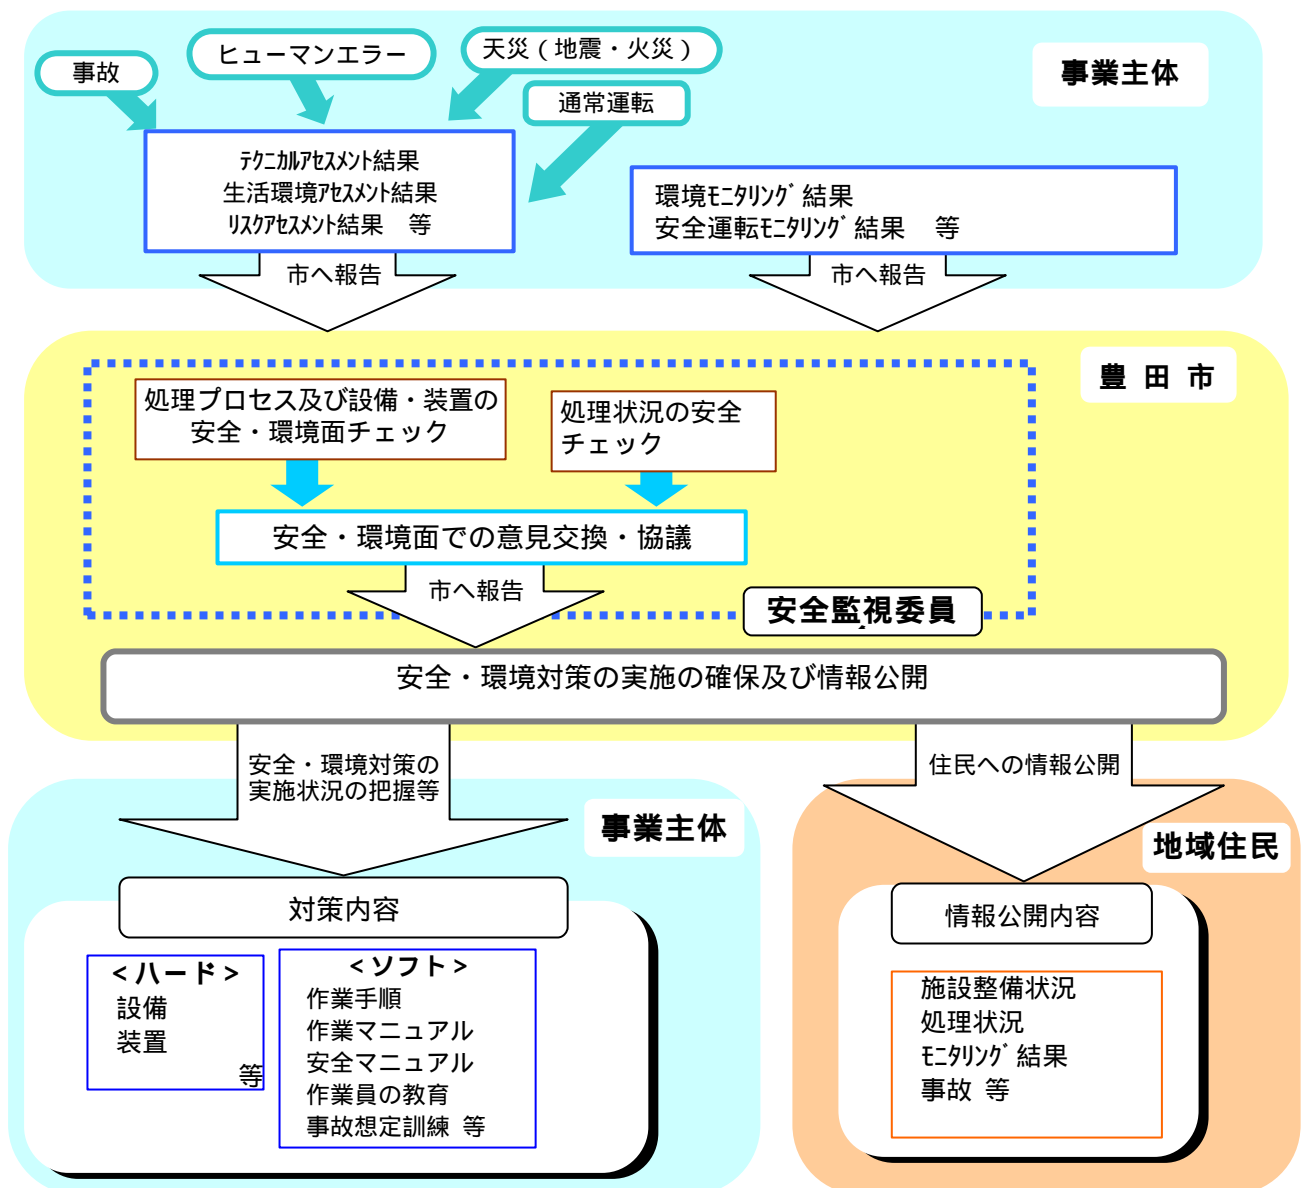 事故
ヒューマンエラー
天災（地震・火災）
通常運転
事業主体
ﾃｸﾆｶﾙｱｾｽﾒﾝﾄ結果
生活環境ｱｾｽﾒﾝﾄ結果
ﾘｽｸｱｾｽﾒﾝﾄ結果　等
環境ﾓﾆﾀﾘﾝｸﾞ結果
安全運転ﾓﾆﾀﾘﾝｸﾞ結果　等
市へ報告
市へ報告
豊田市
処理プロセス及び設備・装置の
安全・環境面チェック
処理状況の安全
チェック
安全・環境面での意見交換・協議
市へ報告
安全監視委員
安全・環境対策の実施の確保及び情報公開
安全・環境対策の
実施状況の把握等
住民への情報公開
事業主体
地域住民
対策内容
＜ハード＞
設備
装置
等
＜ソフト＞
作業手順
作業マニュアル
安全マニュアル
作業員の教育
事故想定訓練 等
情報公開内容
施設整備状況
処理状況
ﾓﾆﾀﾘﾝｸﾞ結果
事故 等